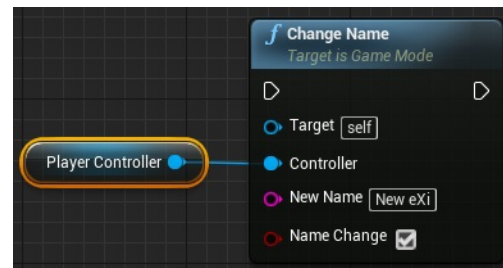 f Change Name
Target is Game Mode
Target self
Player Controller
Controller
New Name New eXi
Name Change